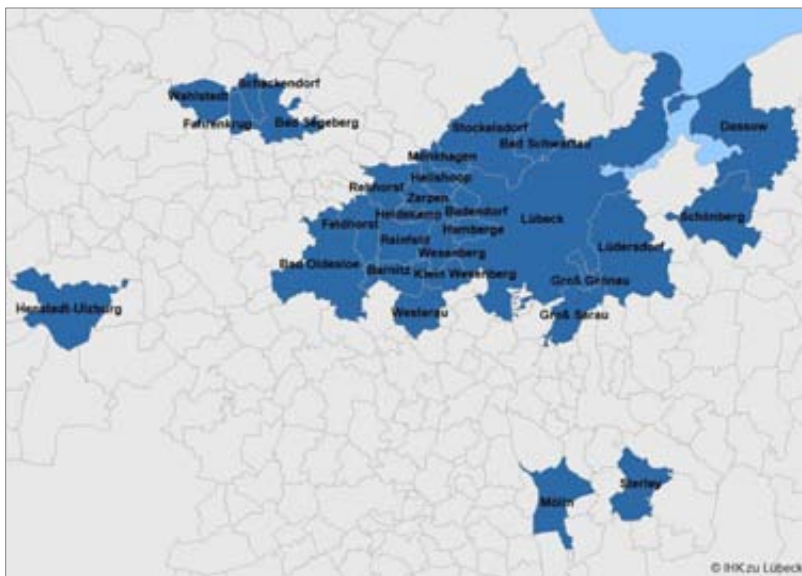 Schackendorf
Wahlstedt
Fahrenkrug
Bad Segeberg
Stockelsdorf
Dassow
Bad Schwartau
Mönkhagen
Heilshoop
Rehhorst
Zarpen
Heidekamp
Badendorf
Lübeck
Schönberg
Feldhorst
Hamberge
Reinfeld
Lüdersdorf
Wesenberg
Bad Oldesloe
Barnitz
Klein Wesenberg
Groß Grönau
Henstedt-Ulzburg
Westerau
Groß Sarau
Sterley
Mölln
© IHK zu Lübeck